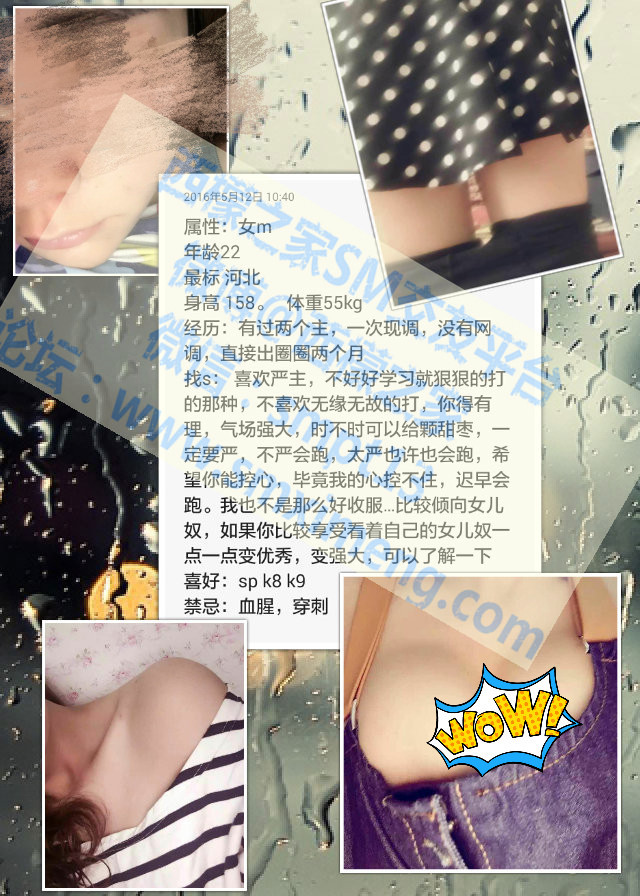 2016年5月12日 10:40
属性：女m
年龄22
最标 河北
身高 158。 体重55kg
经历：有过两个主，一次现调，没有网
调，直接出圈圈两个月
找s： 喜欢严主，不好好学习就狠狠的打
的那种，不喜欢无缘无故的打，你得有
理，气场强大，时不时可以给颗甜枣，一
定要严，不严会跑，太严也许也会跑，希
望你能控心，毕竟我的心控不住，迟早会
跑。我也不是那么好收服...比较倾向女儿
奴，如果你比较享受看着自己的女儿奴一
点一点变优秀，变强大，可以了解一下
喜好：sp k8 k9
禁忌：血腥，穿刺
之家SM交友平台
论坛：www.smximeng.com
WOW!